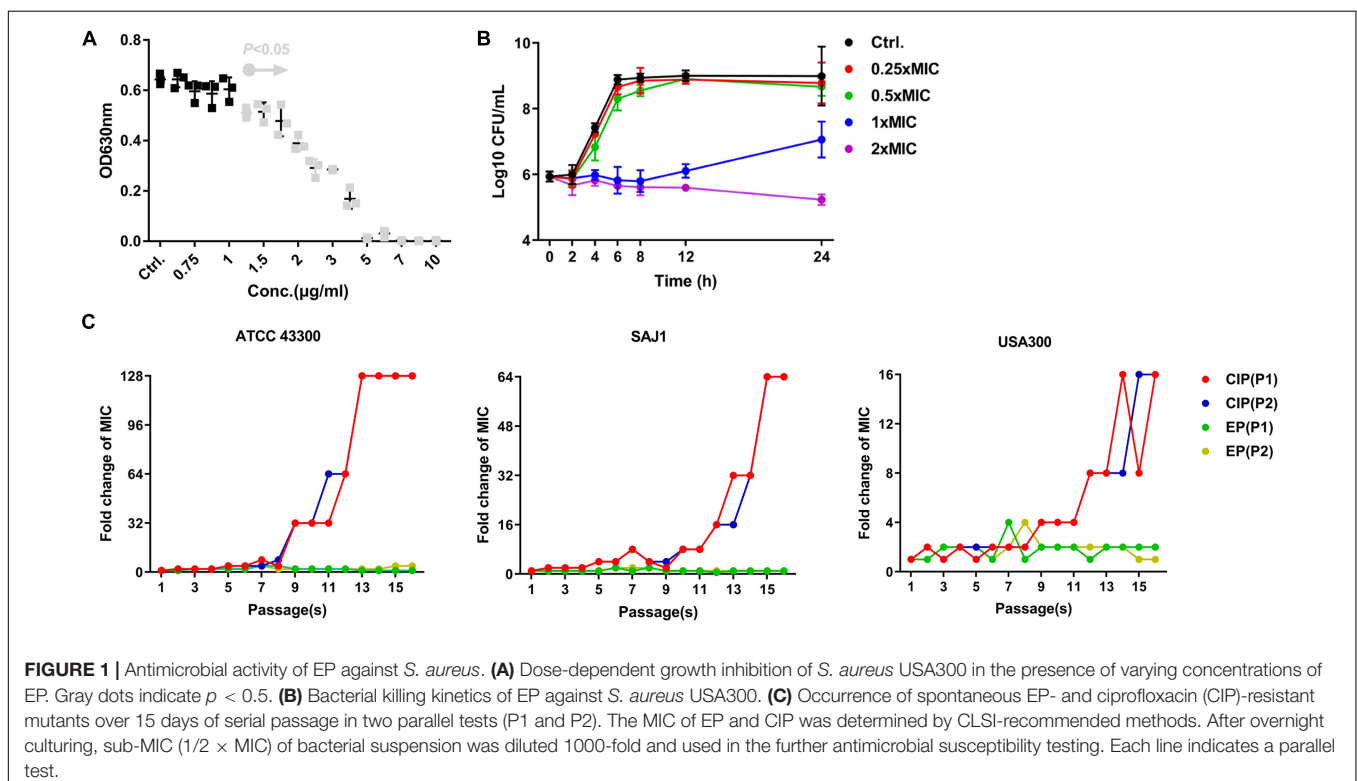 A
0.8
0.6
0.4
0.2
0.0
OD630nm
P<0.05
Ctrl.
0.75
1
1.5
2
3
5
7
10
Conc.(µg/ml)
B
10
8
6
4
Log10 CFU/mL
0 2 4 6 8 12 24
Time (h)
Ctrl.
0.25xMIC
0.5xMIC
1xMIC
2xMIC
C
ATCC 43300
128
96
64
32
0
Fold change of MIC
1 3 5 7 9 11 13 15
Passage(s)
SAJ1
64
48
32
16
0
Fold change of MIC
1 3 5 7 9 11 13 15
Passage(s)
USA300
16
12
8
4
0
Fold change of MIC
1 3 5 7 9 11 13 15
Passage(s)
CIP(P1)
CIP(P2)
EP(P1)
EP(P2)
FIGURE 1 | Antimicrobial activity of EP against S. aureus. (A) Dose-dependent growth inhibition of S. aureus USA300 in the presence of varying concentrations of
EP. Gray dots indicate p < 0.5. (B) Bacterial killing kinetics of EP against S. aureus USA300. (C) Occurrence of spontaneous EP- and ciprofloxacin (CIP)-resistant
mutants over 15 days of serial passage in two parallel tests (P1 and P2). The MIC of EP and CIP was determined by CLSI-recommended methods. After overnight
culturing, sub-MIC (1/2 × MIC) of bacterial suspension was diluted 1000-fold and used in the further antimicrobial susceptibility testing. Each line indicates a parallel
test.